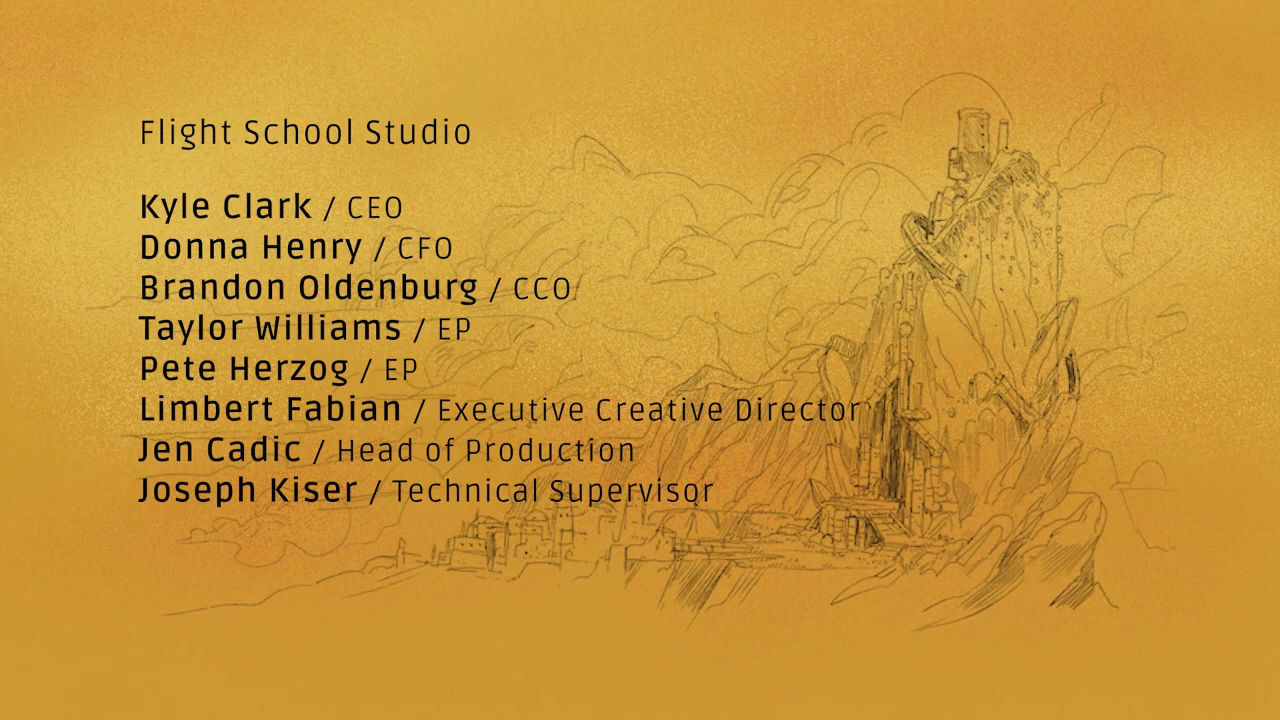 Flight School Studio
Kyle Clark / CEO
Donna Henry / CFO
Brandon Oldenburg / CCO
Taylor Williams / EP
Pete Herzog / EP
Limbert Fabian / Executive Creative Director
Jen Cadic / Head of Production
Joseph Kiser / Technical Supervisor